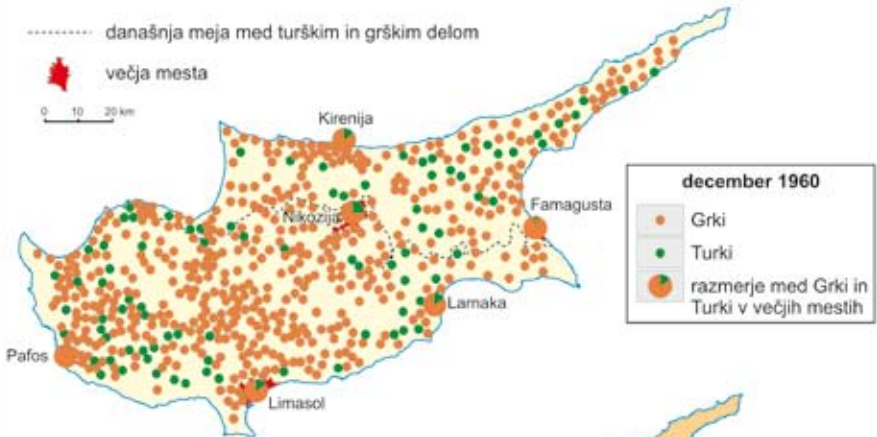 današnja meja med turškim in grškim delom
večja mesta
0 10 20 km
Kirenija
december 1960
Famagusta
Nikozija
Grki
Turki
razmerje med Grki in
Turki v večjih mestih
Larnaka
Pafos
Limasol